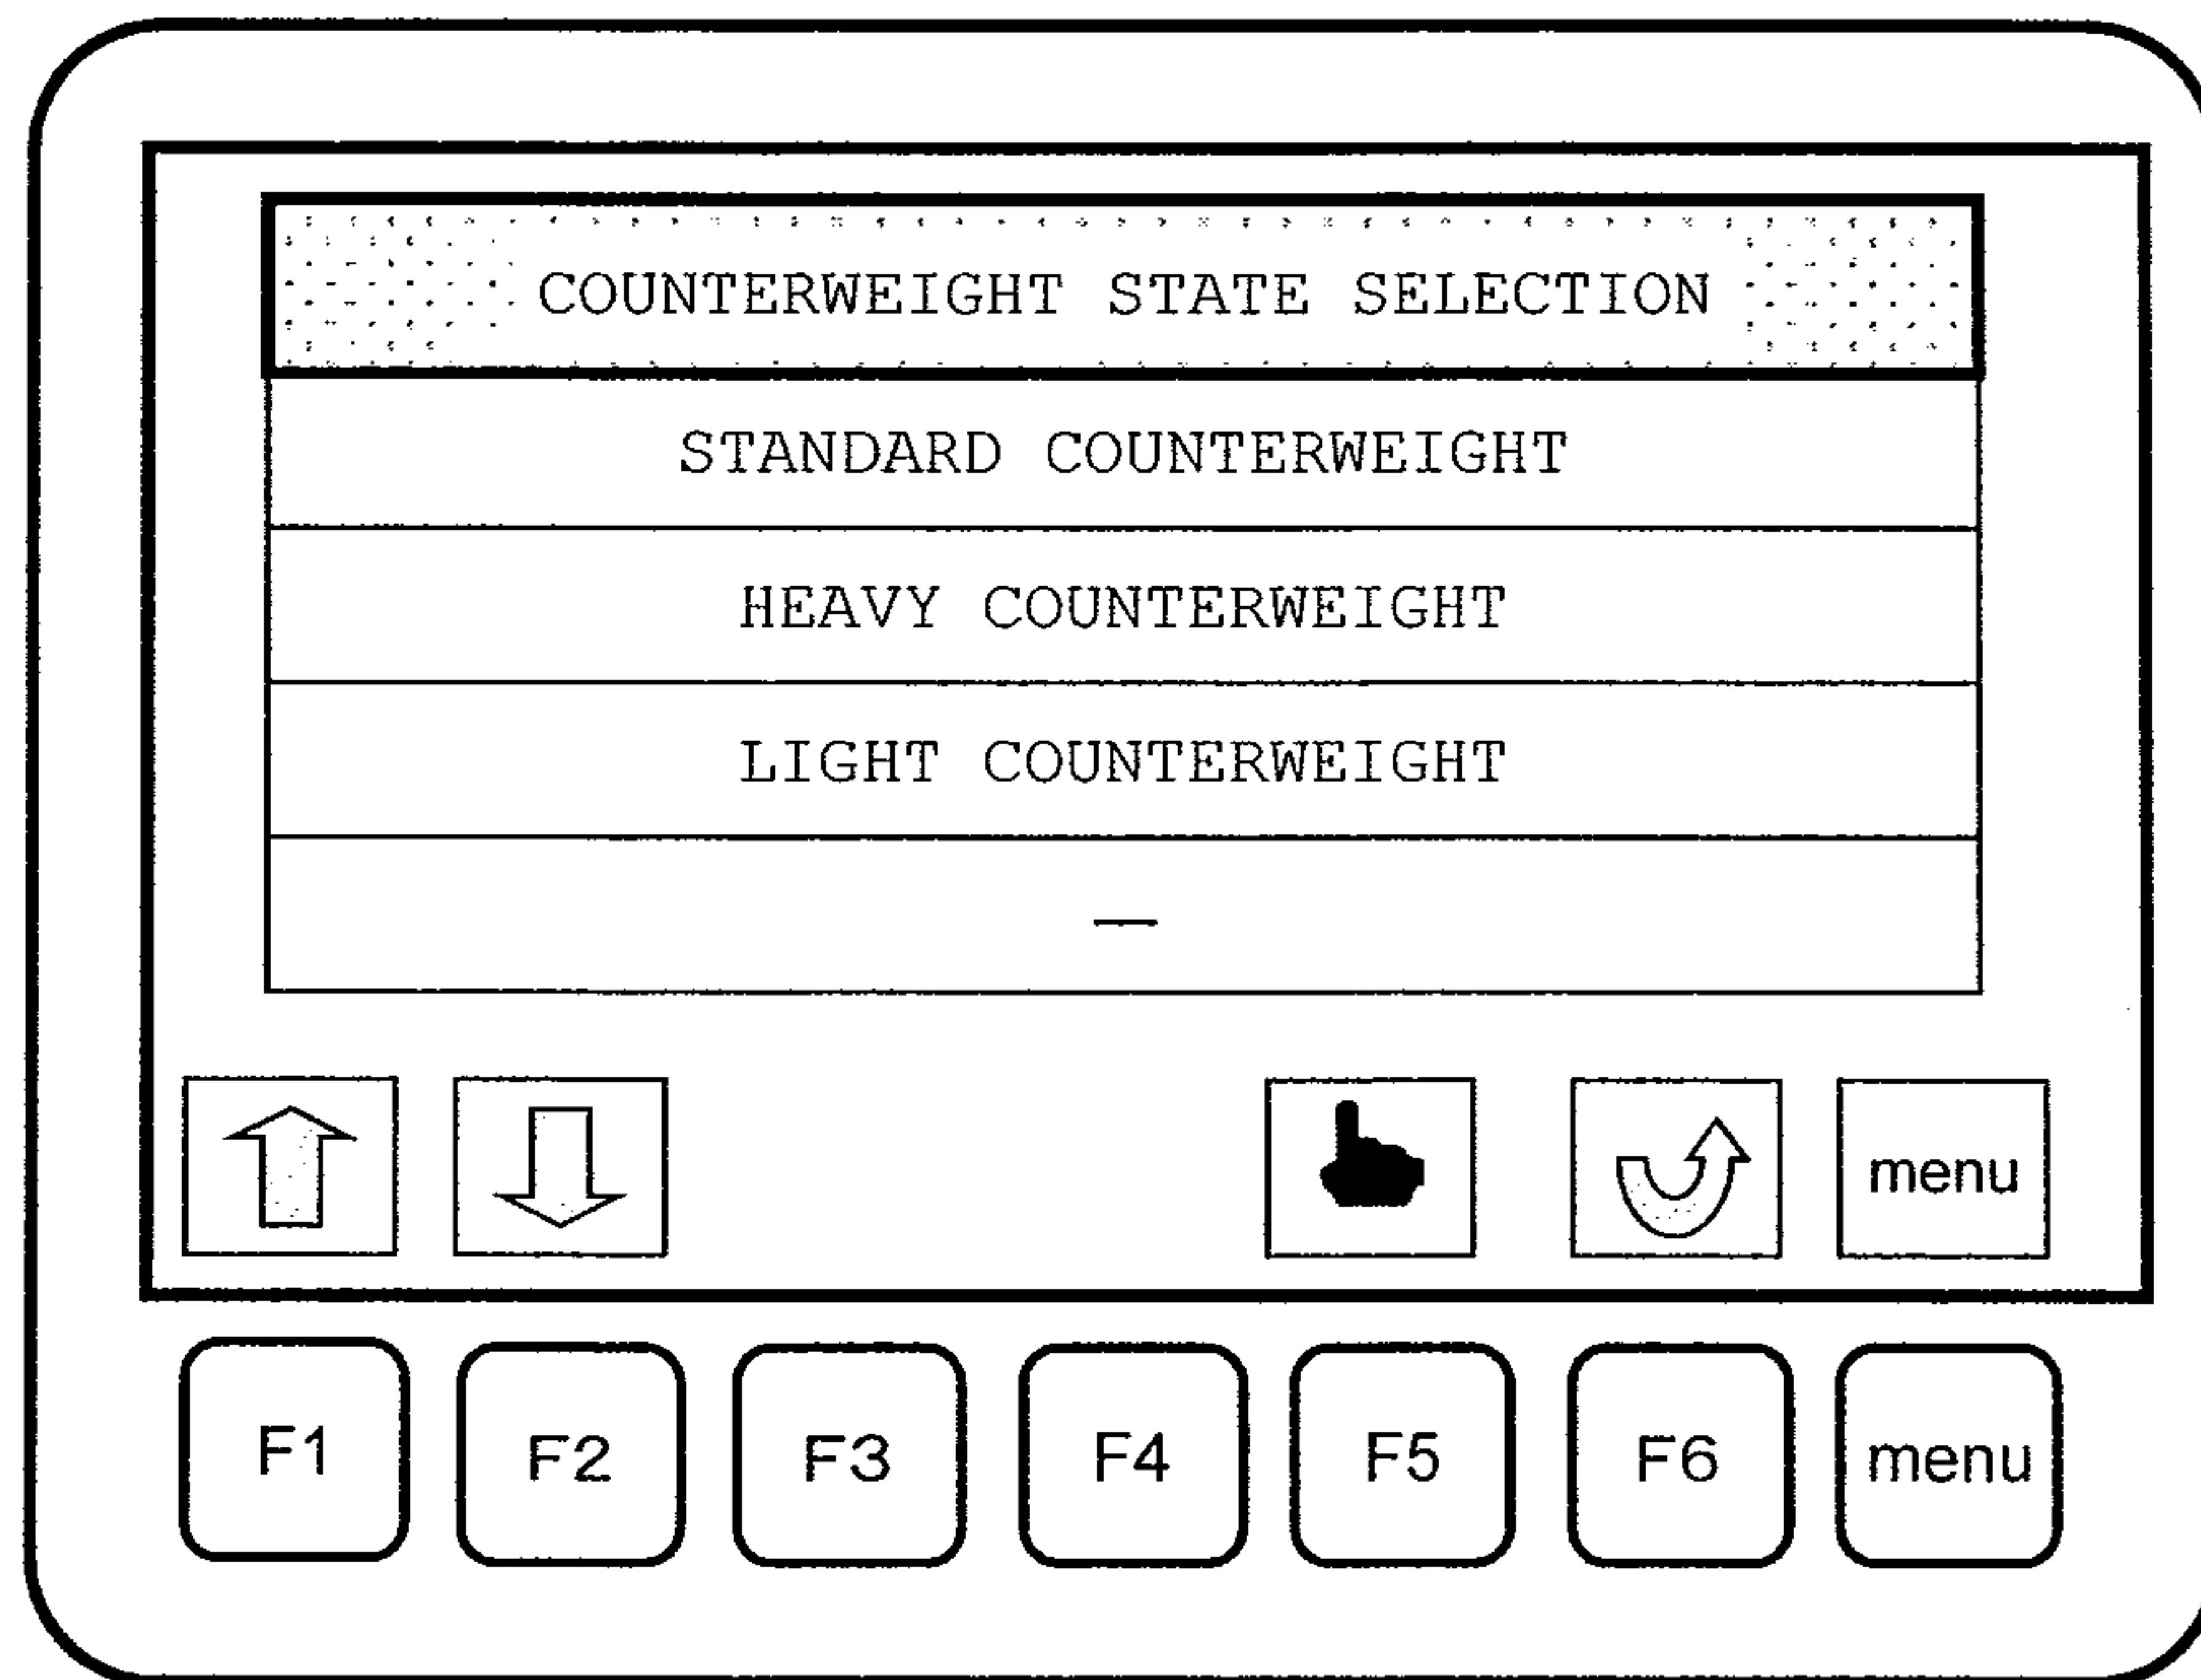 COUNTERWEIGHT STATE SELECTION
STANDARD COUNTERWEIGHT
HEAVY COUNTERWEIGHT
LIGHT COUNTERWEIGHT
—
menu
F1 F2 F3 F4 F5 F6 menu